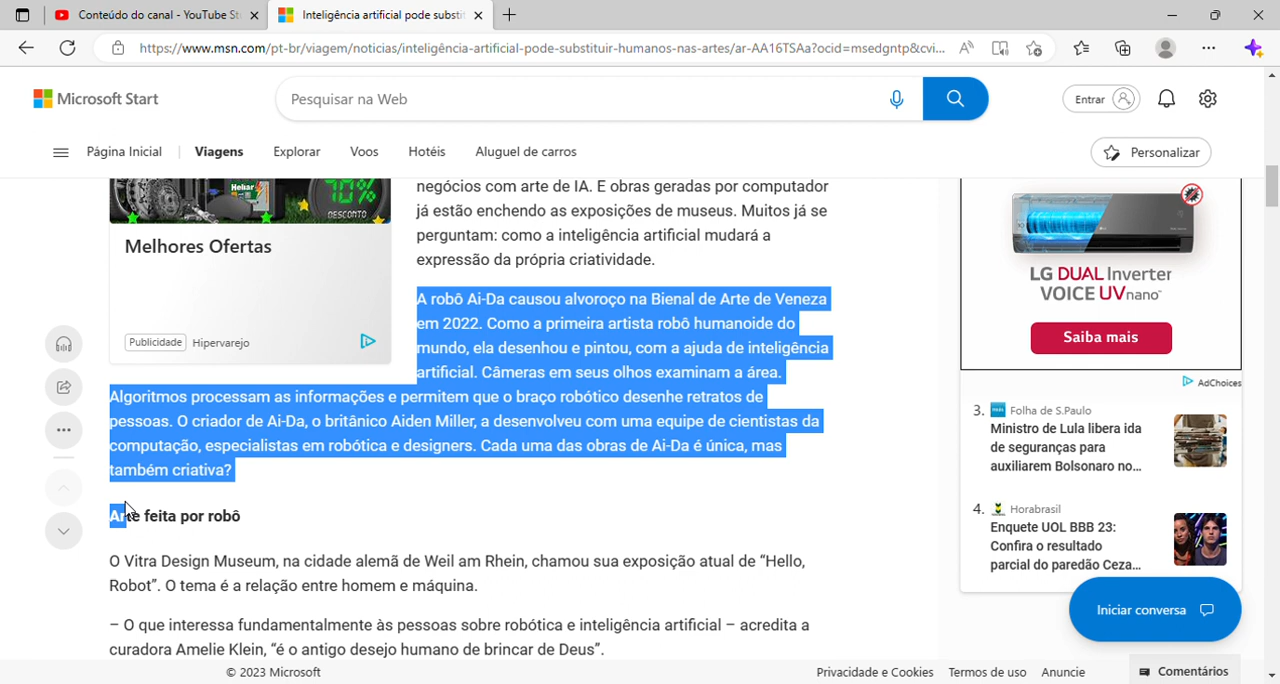 Conteúdo do canal - YouTube St
Inteligência artificial pode substit
https://www.msn.com/pt-br/viagem/noticias/inteligência-artificial-pode-substituir-humanos-nas-artes/ar-AA16TSAa?ocid=msedgntp&cvi...
Microsoft Start
Pesquisar na Web
Entrar
Página Inicial
Viagens
Explorar
Voos
Hotéis
Aluguel de carros
Personalizar
Heliar
70%
DESCONTO
Melhores Ofertas
Publicidade
Hipervarejo
negócios com arte de IA. E obras geradas por computador
já estão enchendo as exposições de museus. Muitos já se
perguntam: como a inteligência artificial mudará a
expressão da própria criatividade.
A robô Ai-Da causou alvoroço na Bienal de Arte de Veneza
em 2022. Como a primeira artista robô humanoide do
mundo, ela desenhou e pintou, com a ajuda de inteligência
artificial. Câmeras em seus olhos examinam a área.
Algoritmos processam as informações e permitem que o braço robótico desenhe retratos de
pessoas. O criador de Ai-Da, o britânico Aiden Miller, a desenvolveu com uma equipe de cientistas da
computação, especialistas em robótica e designers. Cada uma das obras de Ai-Da é única, mas
também criativa?
Arte feita por robô
O Vitra Design Museum, na cidade alemã de Weil am Rhein, chamou sua exposição atual de “Hello,
Robot”. O tema é a relação entre homem e máquina.
– O que interessa fundamentalmente às pessoas sobre robótica e inteligência artificial – acredita a
curadora Amelie Klein, “é o antigo desejo humano de brincar de Deus”.
LG DUAL Inverter
VOICE UVnano™
Saiba mais
AdChoices
3. Folha de S.Paulo
Ministro de Lula libera ida
de seguranças para
auxiliarem Bolsonaro no...
4. Horabrasil
Enquete UOL BBB 23:
Confira o resultado
parcial do paredão Ceza...
Iniciar conversa
© 2023 Microsoft
Privacidade e Cookies
Termos de uso
Anuncie
Comentários